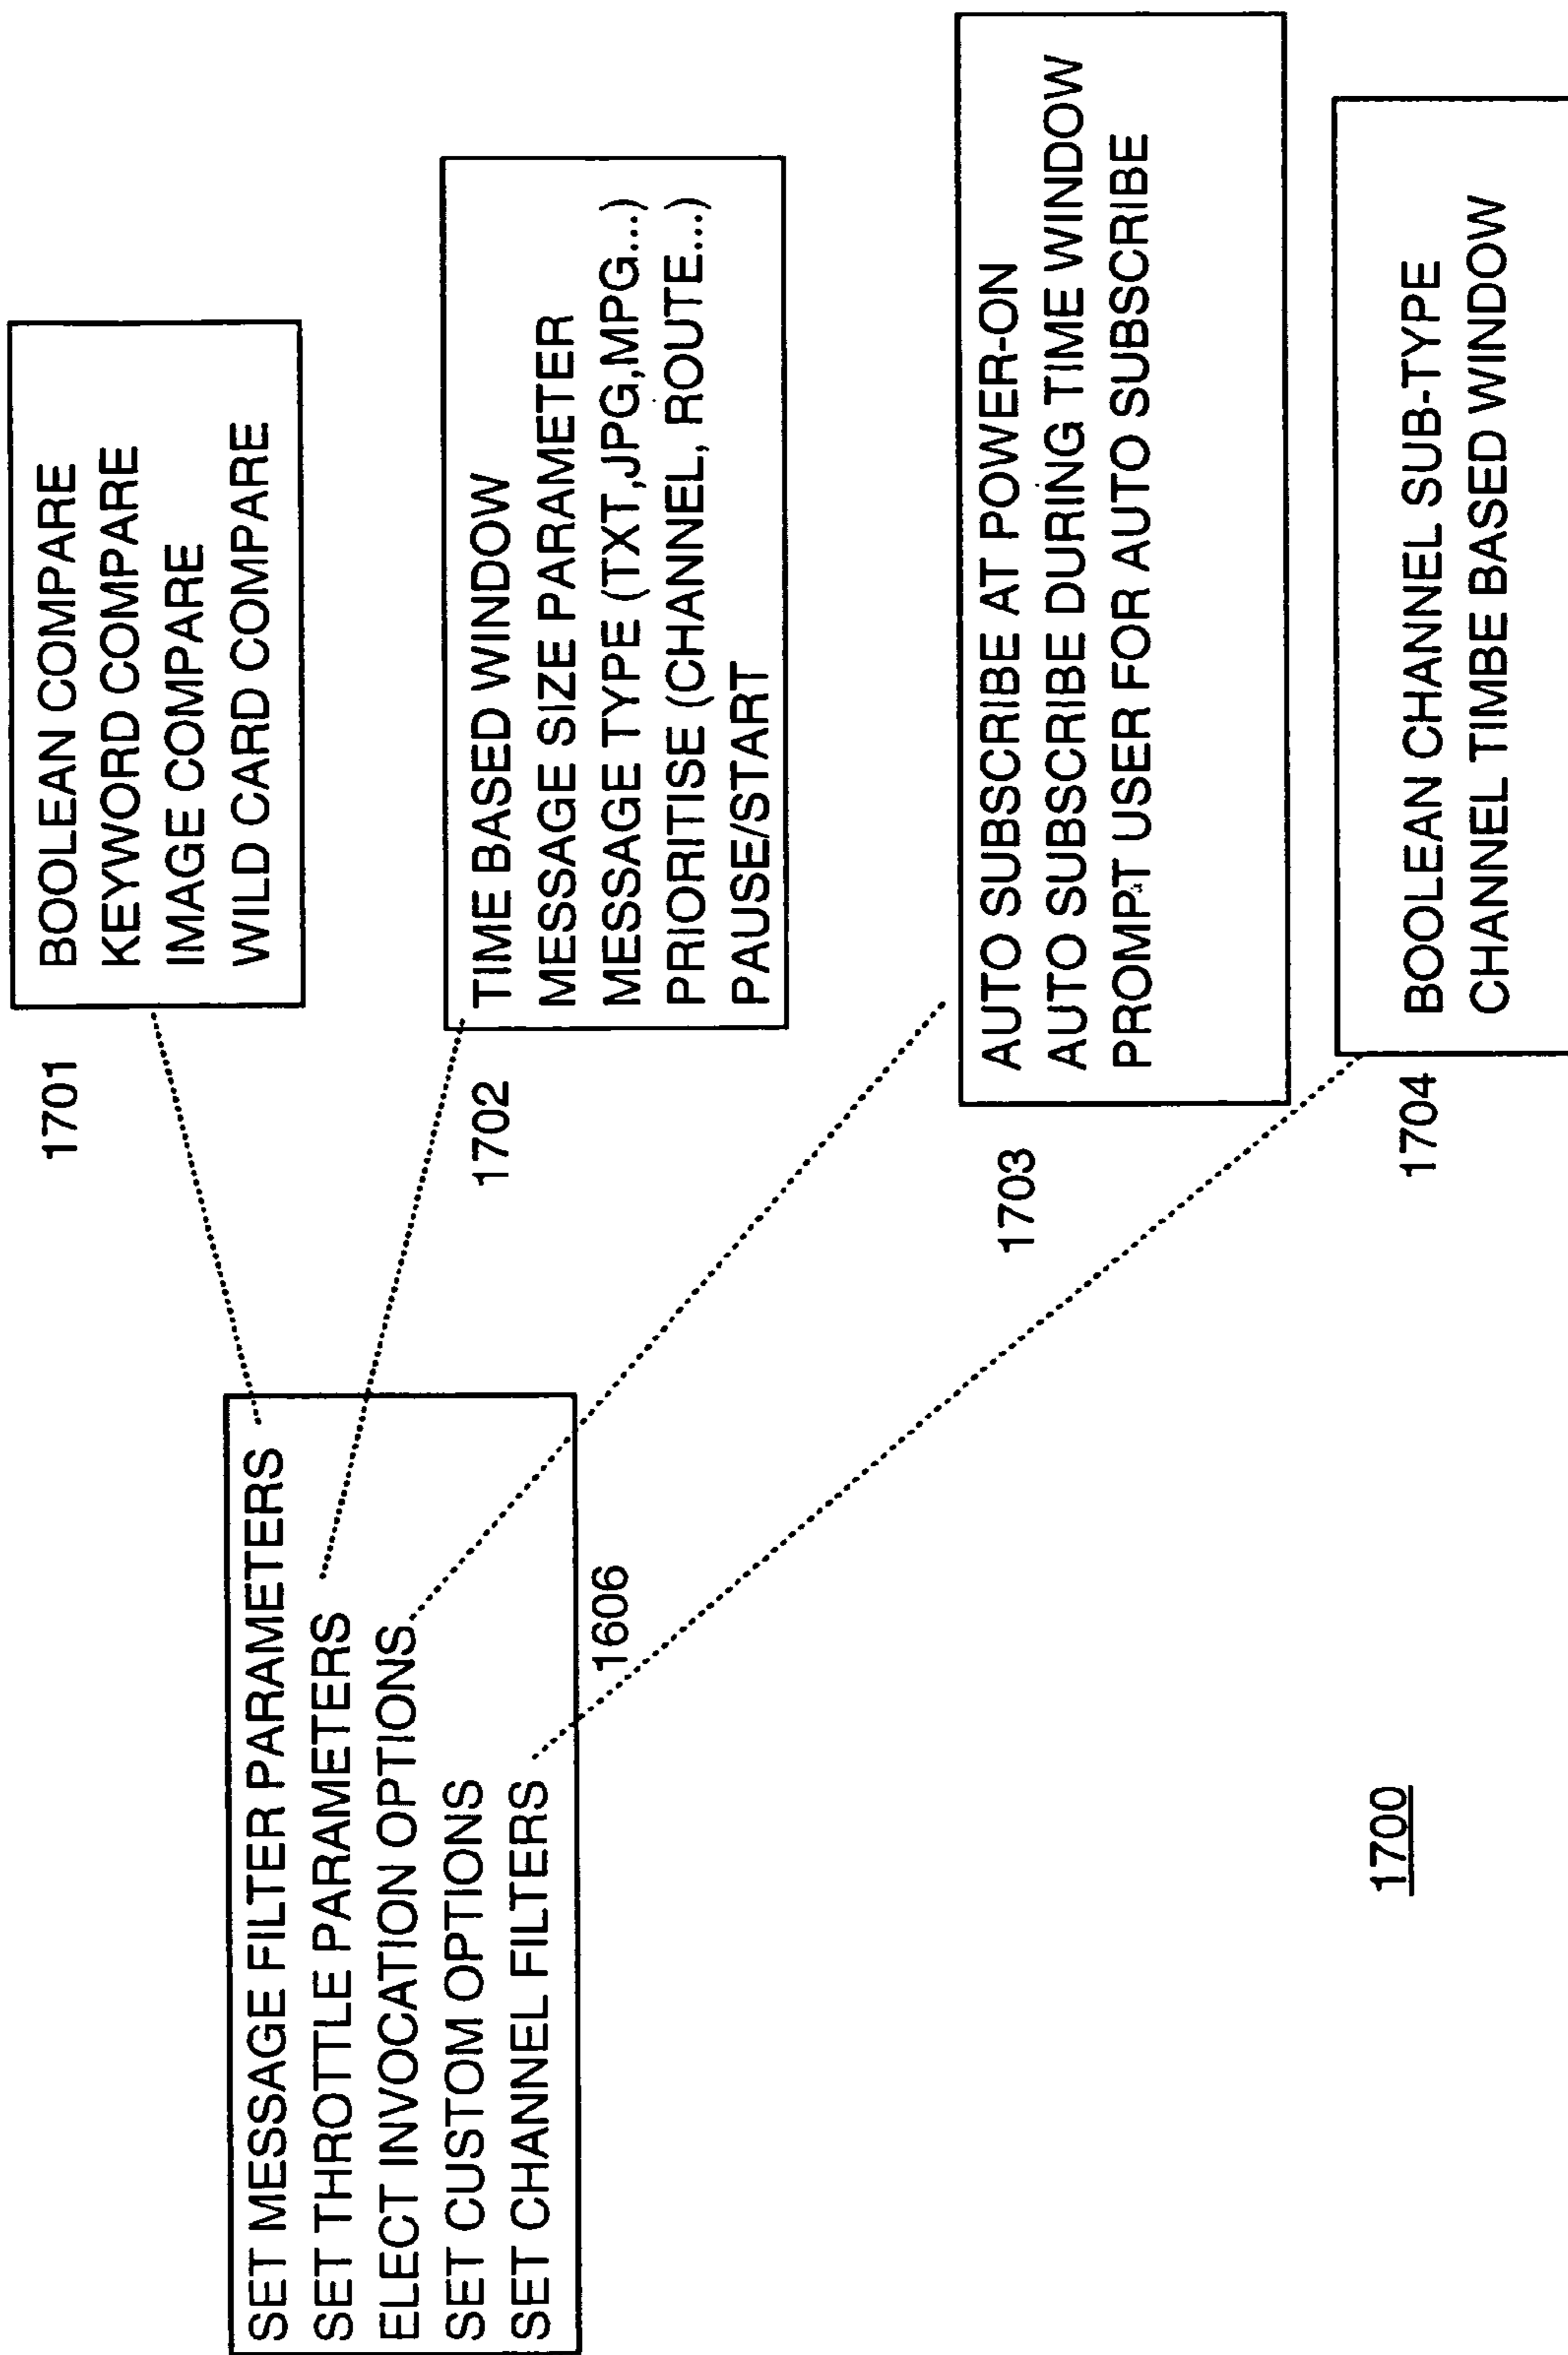 SET MESSAGE FILTER PARAMETERS
SET THROTTLE PARAMETERS
ELECT INVOCATION OPTIONS
SET CUSTOM OPTIONS
SET CHANNEL FILTERS
1606
1701
BOOLEAN COMPARE
KEYWORD COMPARE
IMAGE COMPARE
WILD CARD COMPARE
1702
TIME BASED WINDOW
MESSAGE SIZE PARAMETER
MESSAGE TYPE (TXT,JPG,MPG...)
PRIORITISE (CHANNEL, ROUTE...)
PAUSE/START
1703
AUTO SUBSCRIBE AT POWER-ON
AUTO SUBSCRIBE DURING TIME WINDOW
PROMPT USER FOR AUTO SUBSCRIBE
1704
BOOLEAN CHANNEL SUB-TYPE
CHANNEL TIMBE BASED WINDOW
1700